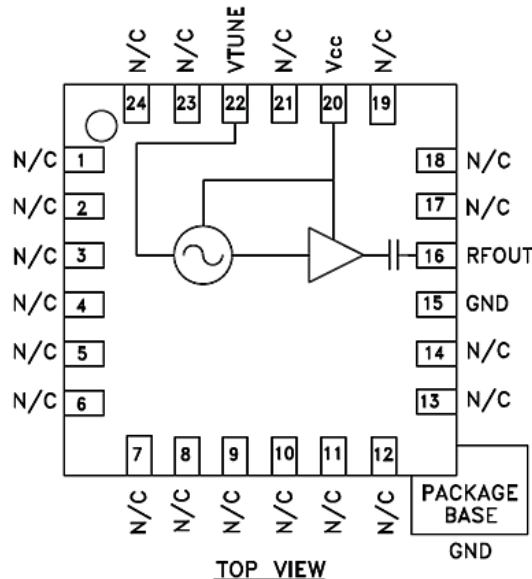 N/C N/C VTUNE N/C Vcc N/C
24 23 22 21 20 19
N/C 1 18 N/C
N/C 2 17 N/C
N/C 3 16 RFOUT
N/C 4 15 GND
N/C 5 14 N/C
N/C 6 13 N/C
7 8 9 10 11 12
N/C N/C N/C N/C N/C N/C
PACKAGE
BASE
GND
TOP VIEW